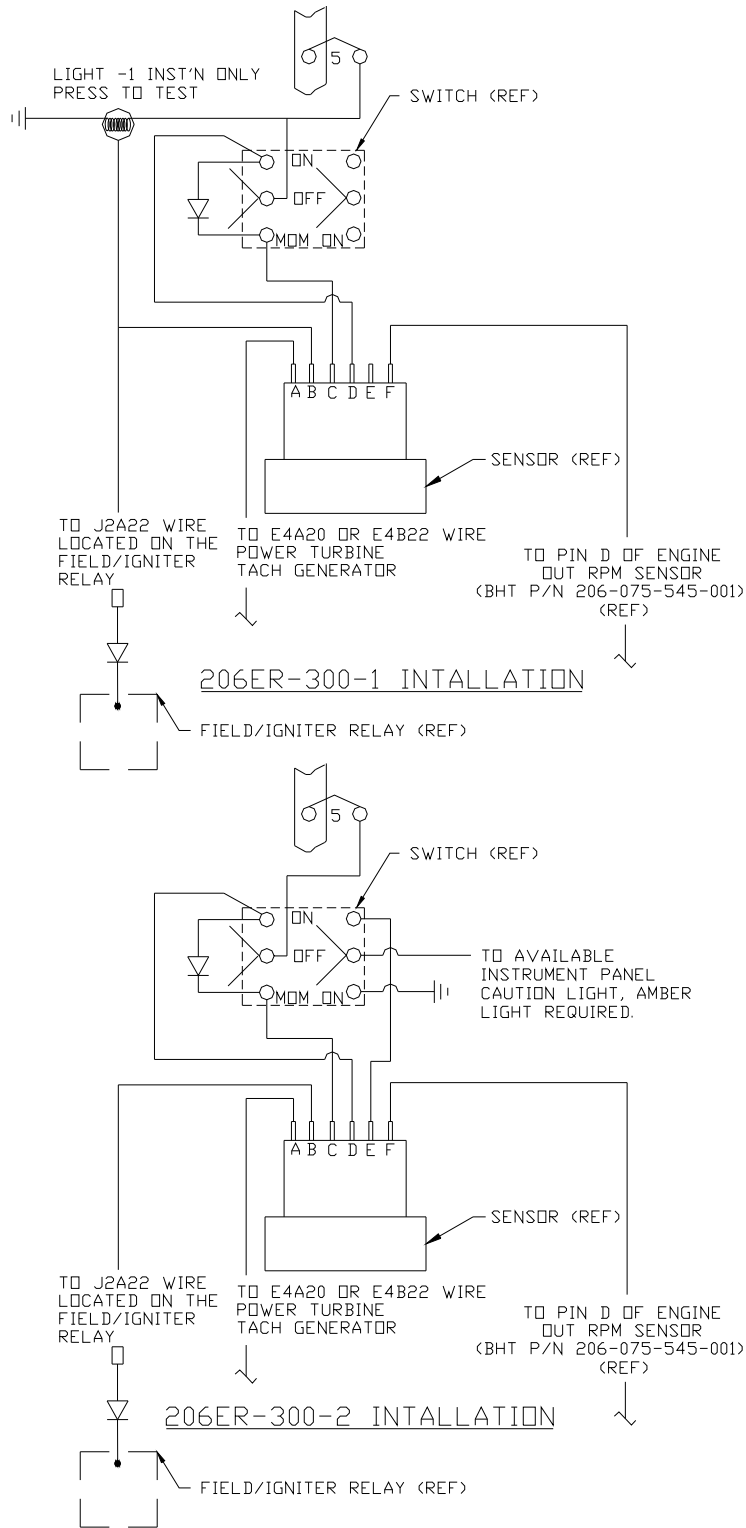 5
LIGHT -1 INST'N ONLY
PRESS TO TEST
SWITCH (REF)
ON
OFF
MOM ON
A B C D E F
SENSOR (REF)
TO J2A22 WIRE
LOCATED ON THE
FIELD/IGNITER
RELAY
TO E4A20 OR E4B22 WIRE
POWER TURBINE
TACH GENERATOR
TO PIN D OF ENGINE
OUT RPM SENSOR
(BHT P/N 206-075-545-001)
(REF)
206ER-300-1 INTALLATION
FIELD/IGNITER RELAY (REF)
5
SWITCH (REF)
ON
OFF
MOM ON
TO AVAILABLE
INSTRUMENT PANEL
CAUTION LIGHT, AMBER
LIGHT REQUIRED.
A B C D E F
SENSOR (REF)
TO J2A22 WIRE
LOCATED ON THE
FIELD/IGNITER
RELAY
TO E4A20 OR E4B22 WIRE
POWER TURBINE
TACH GENERATOR
TO PIN D OF ENGINE
OUT RPM SENSOR
(BHT P/N 206-075-545-001)
(REF)
206ER-300-2 INTALLATION
FIELD/IGNITER RELAY (REF)